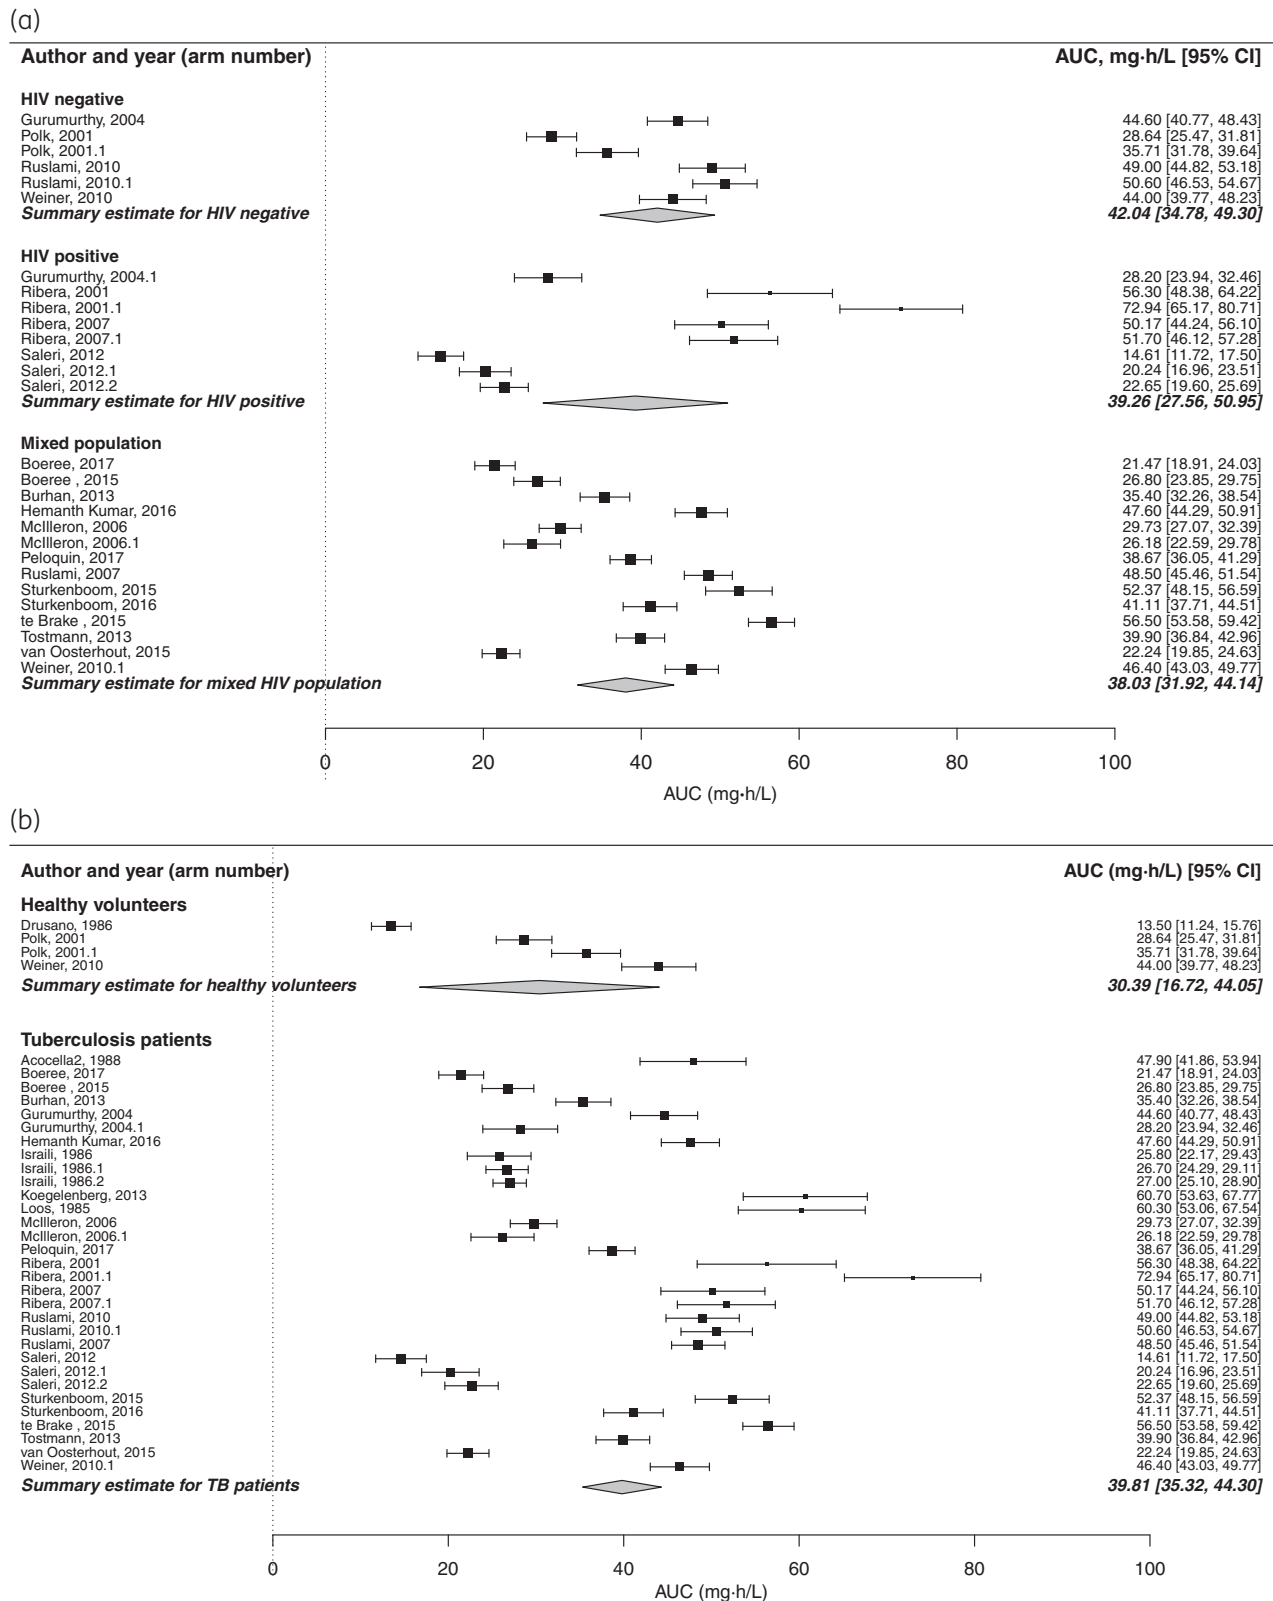 (a)
Author and year (arm number) AUC, mg·h/L [95% CI]
HIV negative
Gurumurthy, 2004 44.60 [40.77, 48.43]
Polk, 2001 28.64 [25.47, 31.81]
Polk, 2001.1 35.71 [31.78, 39.64]
Ruslami, 2010 49.00 [44.82, 53.18]
Ruslami, 2010.1 50.60 [46.53, 54.67]
Weiner, 2010 44.00 [39.77, 48.23]
Summary estimate for HIV negative 42.04 [34.78, 49.30]
HIV positive
Gurumurthy, 2004.1 28.20 [23.94, 32.46]
Ribera, 2001 56.30 [48.38, 64.22]
Ribera, 2001.1 72.94 [65.17, 80.71]
Ribera, 2007 50.17 [44.24, 56.10]
Ribera, 2007.1 51.70 [46.12, 57.28]
Saleri, 2012 14.61 [11.72, 17.50]
Saleri, 2012.1 20.24 [16.96, 23.51]
Saleri, 2012.2 22.65 [19.60, 25.69]
Summary estimate for HIV positive 39.26 [27.56, 50.95]
Mixed population
Boeree, 2017 21.47 [18.91, 24.03]
Boeree , 2015 26.80 [23.85, 29.75]
Burhan, 2013 35.40 [32.26, 38.54]
Hemanth Kumar, 2016 47.60 [44.29, 50.91]
McIlleron, 2006 29.73 [27.07, 32.39]
McIlleron, 2006.1 26.18 [22.59, 29.78]
Peloquin, 2017 38.67 [36.05, 41.29]
Ruslami, 2007 48.50 [45.46, 51.54]
Sturkenboom, 2015 52.37 [48.15, 56.59]
Sturkenboom, 2016 41.11 [37.71, 44.51]
te Brake , 2015 56.50 [53.58, 59.42]
Tostmann, 2013 39.90 [36.84, 42.96]
van Oosterhout, 2015 22.24 [19.85, 24.63]
Weiner, 2010.1 46.40 [43.03, 49.77]
Summary estimate for mixed HIV population 38.03 [31.92, 44.14]
0 20 40 60 80 100
AUC (mg·h/L)
(b)
Author and year (arm number) AUC (mg·h/L) [95% CI]
Healthy volunteers
Drusano, 1986 13.50 [11.24, 15.76]
Polk, 2001 28.64 [25.47, 31.81]
Polk, 2001.1 35.71 [31.78, 39.64]
Weiner, 2010 44.00 [39.77, 48.23]
Summary estimate for healthy volunteers 30.39 [16.72, 44.05]
Tuberculosis patients
Acocella2, 1988 47.90 [41.86, 53.94]
Boeree, 2017 21.47 [18.91, 24.03]
Boeree , 2015 26.80 [23.85, 29.75]
Burhan, 2013 35.40 [32.26, 38.54]
Gurumurthy, 2004 44.60 [40.77, 48.43]
Gurumurthy, 2004.1 28.20 [23.94, 32.46]
Hemanth Kumar, 2016 47.60 [44.29, 50.91]
Israili, 1986 25.80 [22.17, 29.43]
Israili, 1986.1 26.70 [24.29, 29.11]
Israili, 1986.2 27.00 [25.10, 28.90]
Koegelenberg, 2013 60.70 [53.63, 67.77]
Loos, 1985 60.30 [53.06, 67.54]
McIlleron, 2006 29.73 [27.07, 32.39]
McIlleron, 2006.1 26.18 [22.59, 29.78]
Peloquin, 2017 38.67 [36.05, 41.29]
Ribera, 2001 56.30 [48.38, 64.22]
Ribera, 2001.1 72.94 [65.17, 80.71]
Ribera, 2007 50.17 [44.24, 56.10]
Ribera, 2007.1 51.70 [46.12, 57.28]
Ruslami, 2010 49.00 [44.82, 53.18]
Ruslami, 2010.1 50.60 [46.53, 54.67]
Ruslami, 2007 48.50 [45.46, 51.54]
Saleri, 2012 14.61 [11.72, 17.50]
Saleri, 2012.1 20.24 [16.96, 23.51]
Saleri, 2012.2 22.65 [19.60, 25.69]
Sturkenboom, 2015 52.37 [48.15, 56.59]
Sturkenboom, 2016 41.11 [37.71, 44.51]
te Brake , 2015 56.50 [53.58, 59.42]
Tostmann, 2013 39.90 [36.84, 42.96]
van Oosterhout, 2015 22.24 [19.85, 24.63]
Weiner, 2010.1 46.40 [43.03, 49.77]
Summary estimate for TB patients 39.81 [35.32, 44.30]
0 20 40 60 80 100
AUC (mg·h/L)